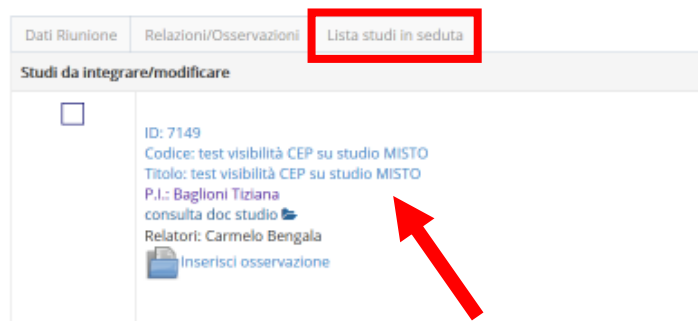 Dati Riunione Relazioni/Osservazioni Lista studi in seduta
Studi da integrare/modificare
ID: 7149
Codice: test visibilità CEP su studio MISTO
Titolo: test visibilità CEP su studio MISTO
P.I.: Baglioni Tiziana
consulta doc studio
Relatori: Carmelo Bengala
Inserisci osservazione